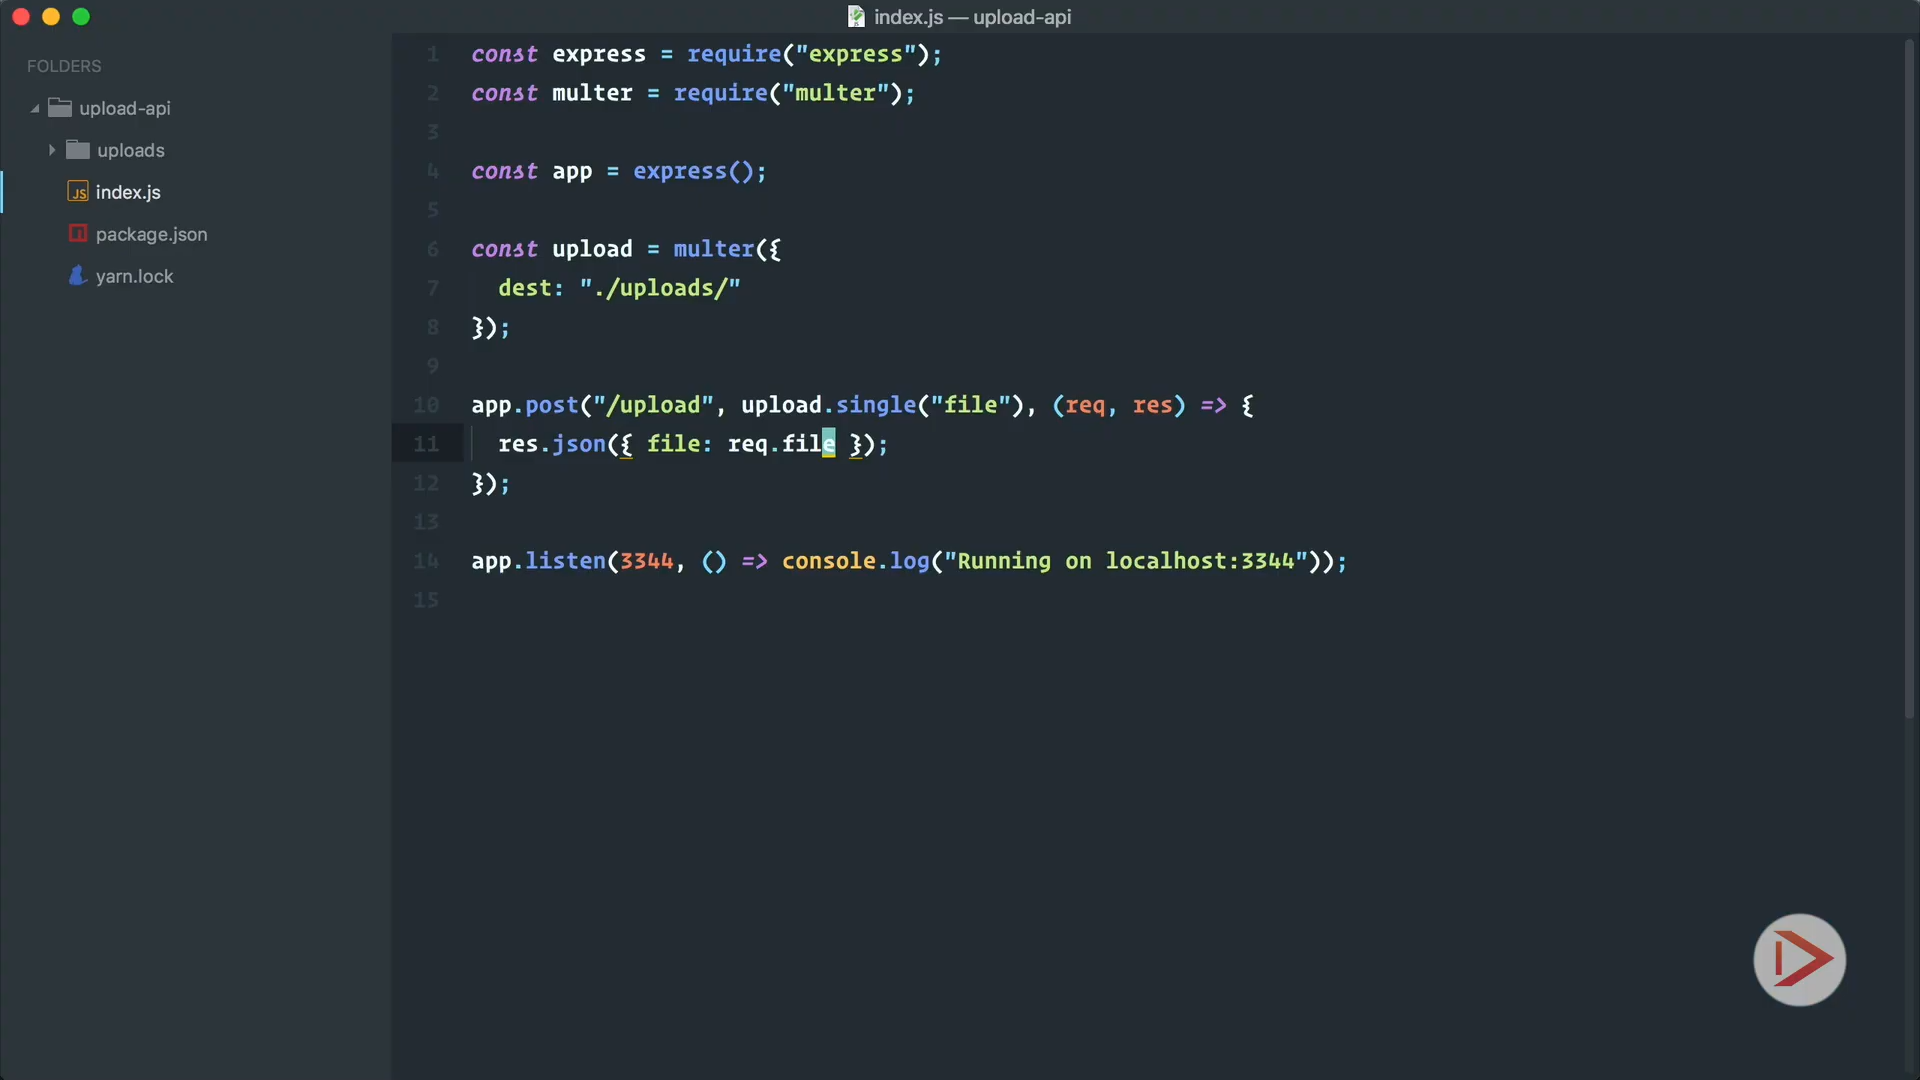 index.js — upload-api
FOLDERS
upload-api
uploads
JS index.js
package.json
yarn.lock
1 const express = require("express");
2 const multer = require("multer");
3
4 const app = express();
5
6 const upload = multer({
7   dest: "./uploads/"
8 });
9
10 app.post("/upload", upload.single("file"), (req, res) => {
11   res.json({ file: req.file });
12 });
13
14 app.listen(3344, () => console.log("Running on localhost:3344"));
15